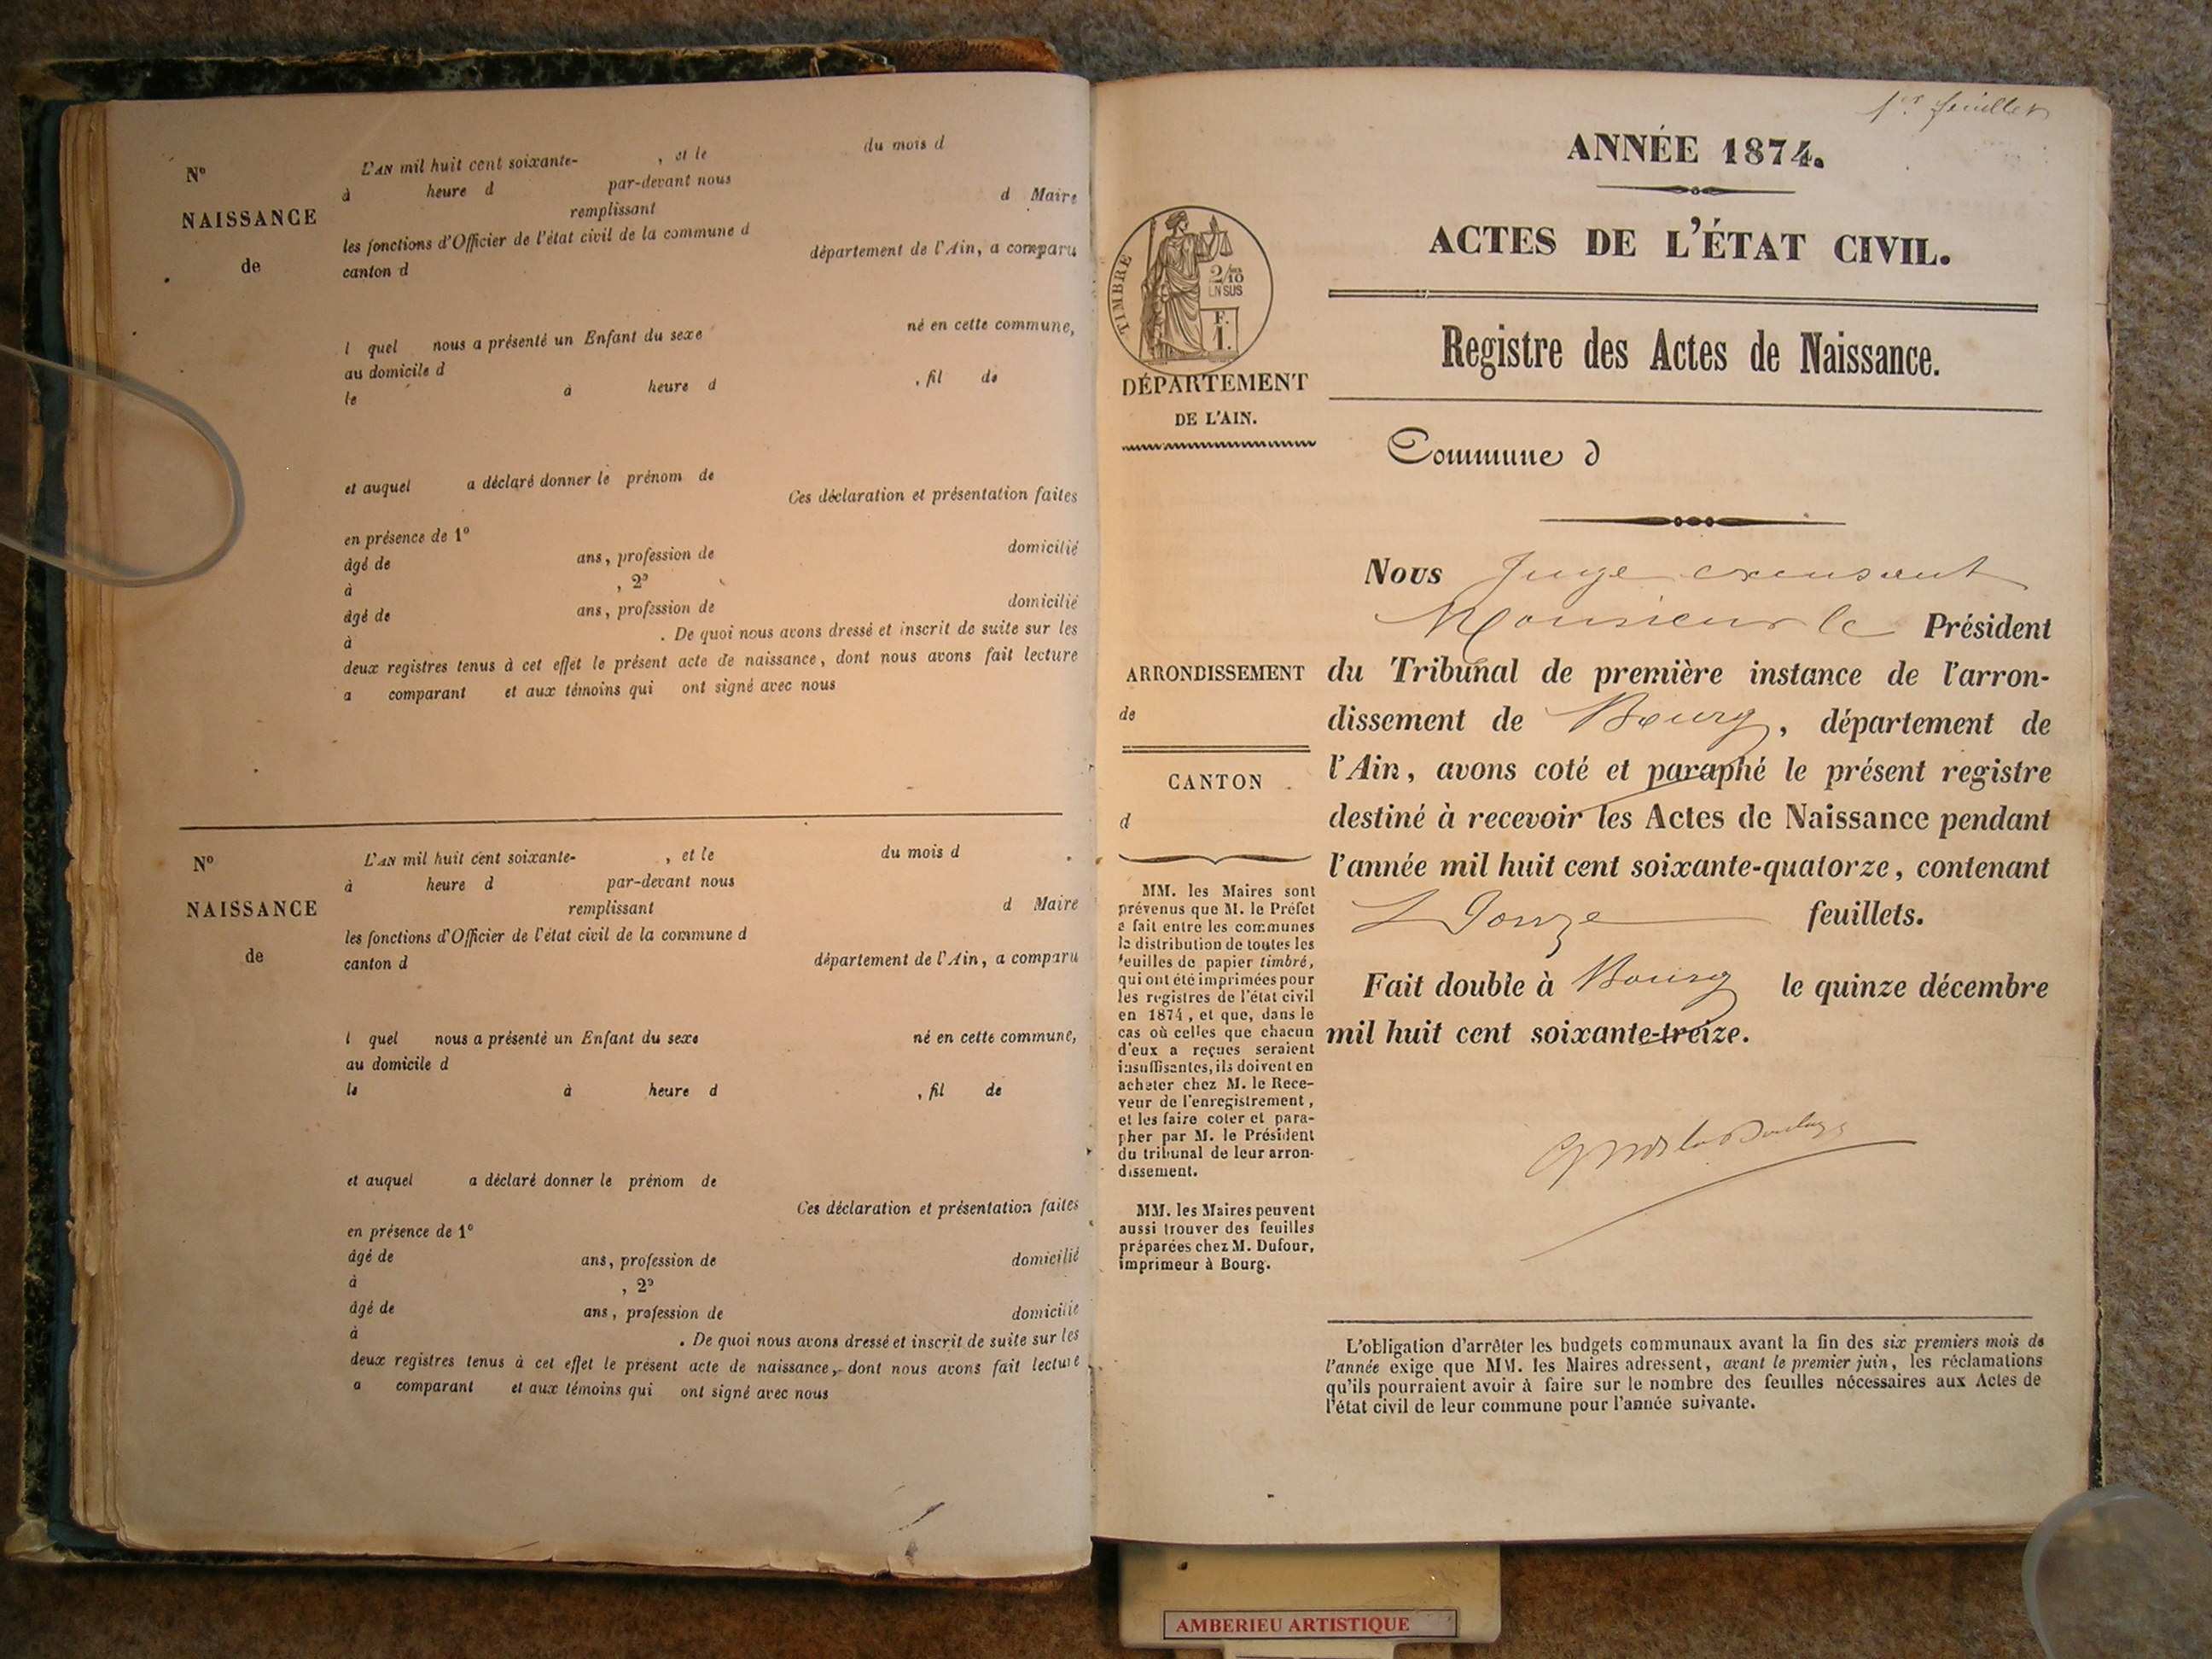 N° L'AN mil huit cent soixante- , et le du mois d
à heure d par-devant nous
NAISSANCE remplissant d Maire
de les fonctions d'Officier de l'état civil de la commune d
canton d département de l'Ain, a comparu
l quel nous a présenté un Enfant du sexe né en cette commune,
au domicile d
le à heure d , fil de
et auquel a déclaré donner le prénom de
Ces déclaration et présentation faites
en présence de 1°
âgé de ans, profession de domicilié
à , 2°
âgé de ans, profession de domicilié
à . De quoi nous avons dressé et inscrit de suite sur les
deux registres tenus à cet effet le présent acte de naissance, dont nous avons fait lecture
a comparant et aux témoins qui ont signé avec nous
N° L'AN mil huit cent soixante- , et le du mois d
à heure d par-devant nous
NAISSANCE remplissant d Maire
de les fonctions d'Officier de l'état civil de la commune d
canton d département de l'Ain, a comparu
l quel nous a présenté un Enfant du sexe né en cette commune,
au domicile d
le à heure d , fil de
et auquel a déclaré donner le prénom de
Ces déclaration et présentation faites
en présence de 1°
âgé de ans, profession de domicilié
à , 2°
âgé de ans, profession de domicilié
à . De quoi nous avons dressé et inscrit de suite sur les
deux registres tenus à cet effet le présent acte de naissance, dont nous avons fait lecture
a comparant et aux témoins qui ont signé avec nous
1er feuillet
ANNÉE 1874.
ACTES DE L'ÉTAT CIVIL.
Registre des Actes de Naissance.
Commune d
TIMBRE
2/10
EN SUS
F.
1.
DÉPARTEMENT
DE L'AIN.
ARRONDISSEMENT
de
CANTON
d
MM. les Maires sont
prévenus que M. le Préfet
a fait entre les communes
la distribution de toutes les
feuilles de papier timbré,
qui ont été imprimées pour
les registres de l'état civil
en 1874, et que, dans le
cas où celles que chacun
d'eux a reçues seraient
insuffisantes, ils doivent en
acheter chez M. le Rece-
veur de l'enregistrement,
et les faire coter et para-
pher par M. le Président
du tribunal de leur arron-
dissement.
MM. les Maires peuvent
aussi trouver des feuilles
préparées chez M. Dufour,
imprimeur à Bourg.
Nous Juge
Monsieur le Président
du Tribunal de première instance de l'arron-
dissement de Bourg, département de
l'Ain, avons coté et paraphé le présent registre
destiné à recevoir les Actes de Naissance pendant
l'année mil huit cent soixante-quatorze, contenant
Douze feuillets.
Fait double à Bourg le quinze décembre
mil huit cent soixante-treize.
L'obligation d'arrêter les budgets communaux avant la fin des six premiers mois de
l'année exige que MM. les Maires adressent, avant le premier juin, les réclamations
qu'ils pourraient avoir à faire sur le nombre des feuilles nécessaires aux Actes de
l'état civil de leur commune pour l'année suivante.
AMBERIEU ARTISTIQUE